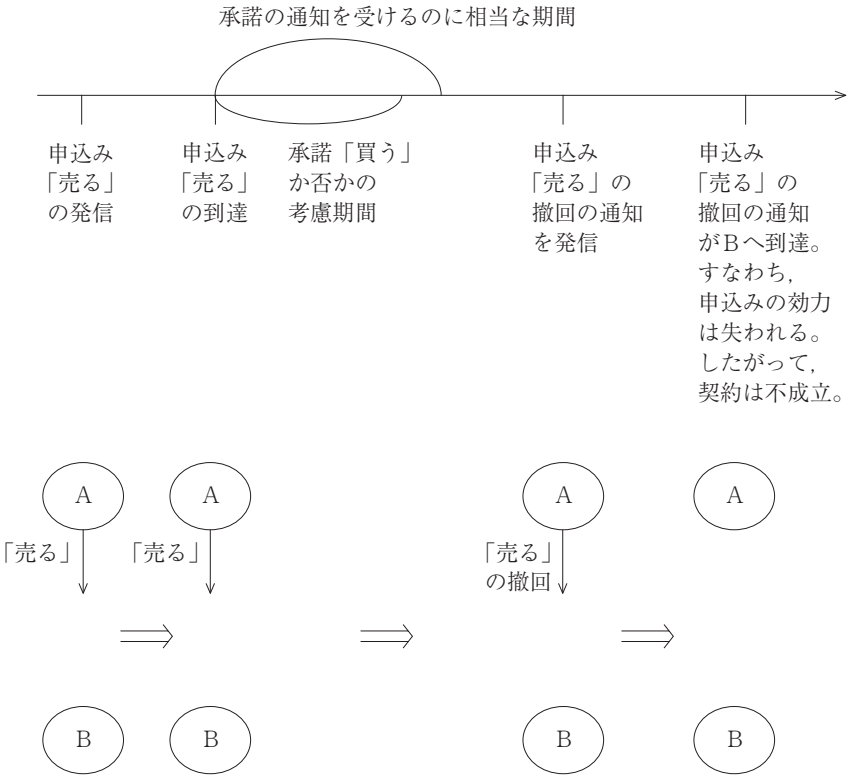 承諾の通知を受けるのに相当な期間
申込み
「売る」
の発信
申込み
「売る」
の到達
承諾「買う」
か否かの
考慮期間
申込み
「売る」の
撤回の通知
を発信
申込み
「売る」の
撤回の通知
がBへ到達。
すなわち,
申込みの効力
は失われる。
したがって,
契約は不成立。
A
A
A
A
「売る」
「売る」
「売る」
の撤回
B
B
B
B